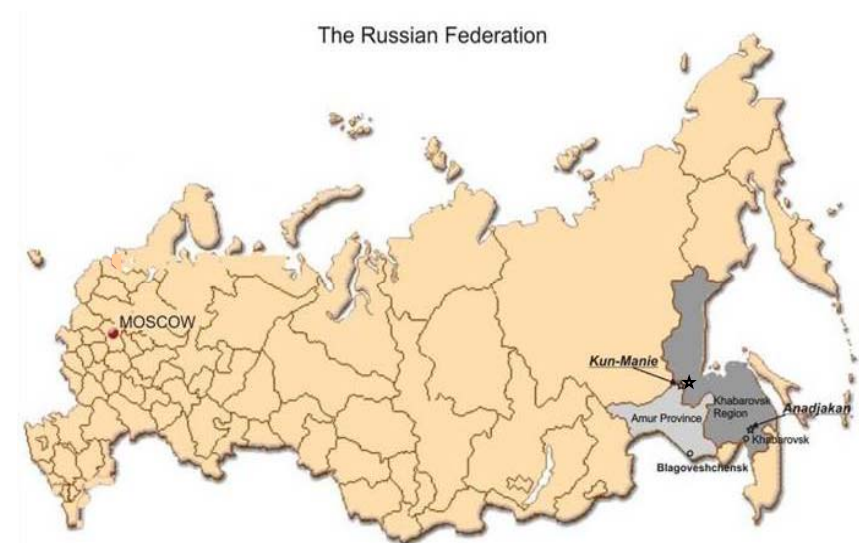 The Russian Federation
MOSCOW
Kun-Manie
Khabarovsk
Region
Anadjakan
Amur Province
Khabarovsk
Blagoveshchensk